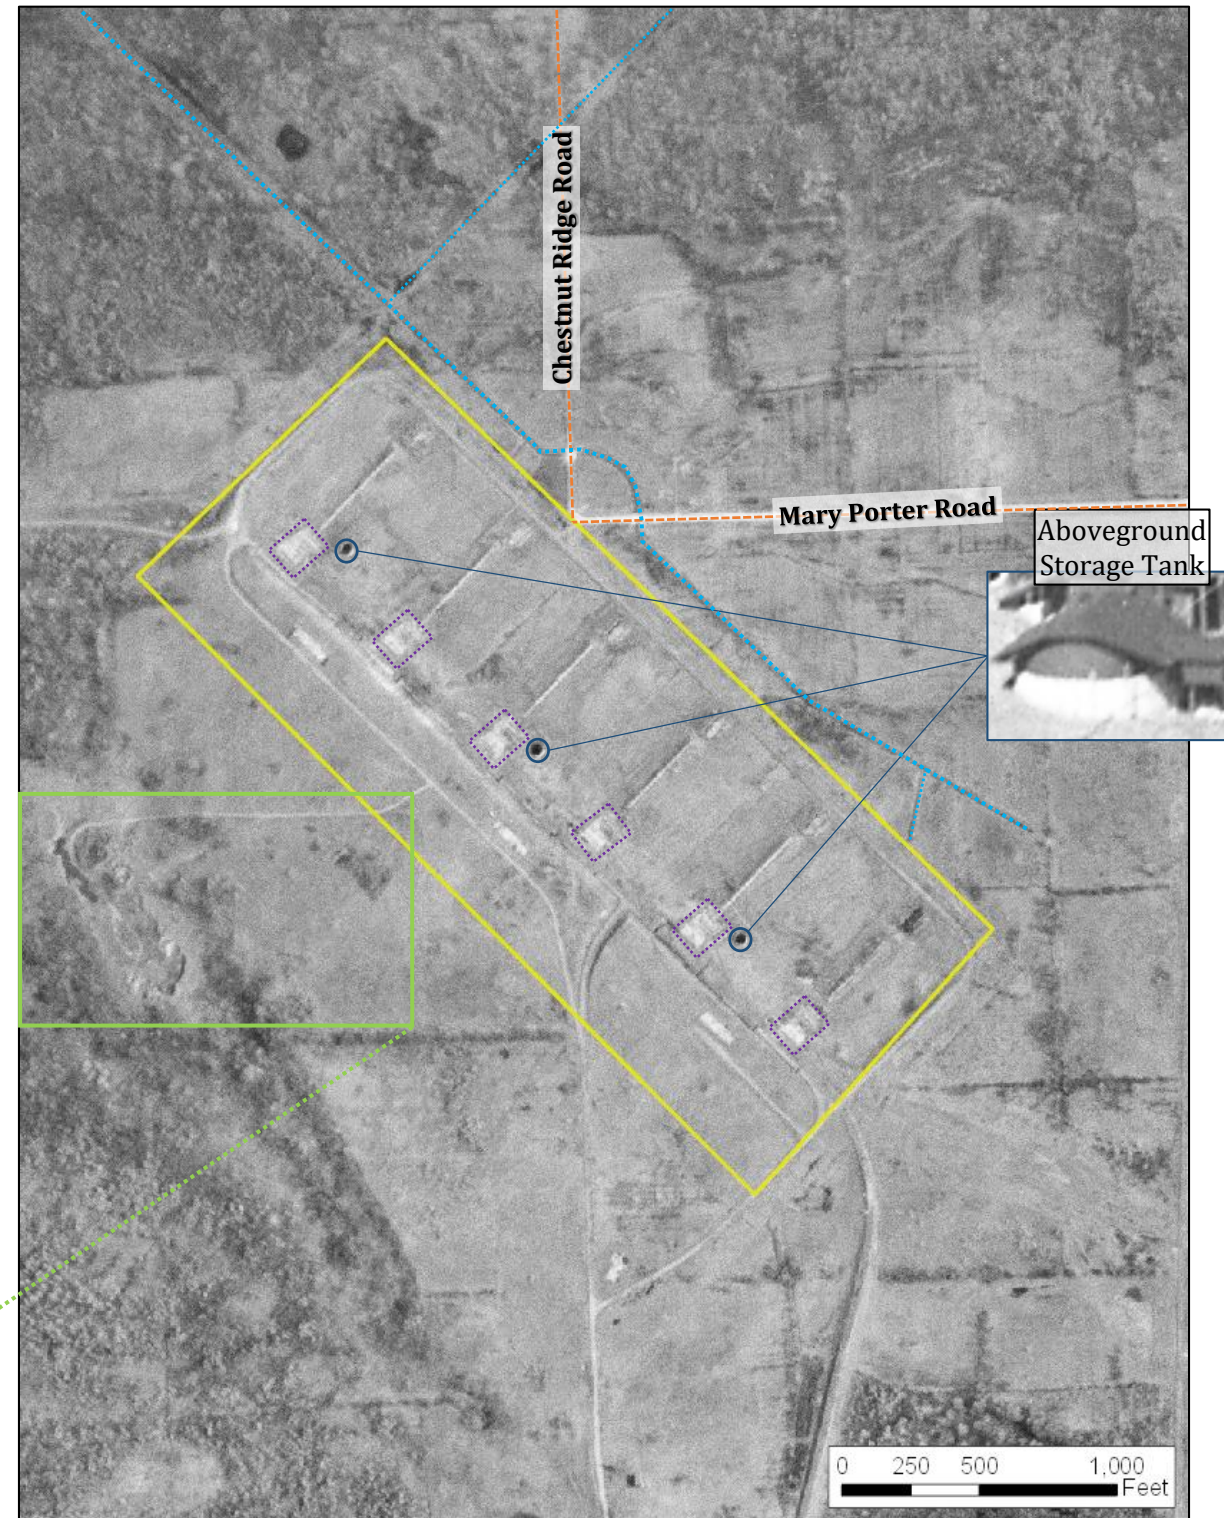 Chestnut Ridge Road
Mary Porter Road
Aboveground
Storage Tank
0 250 500 1,000
Feet